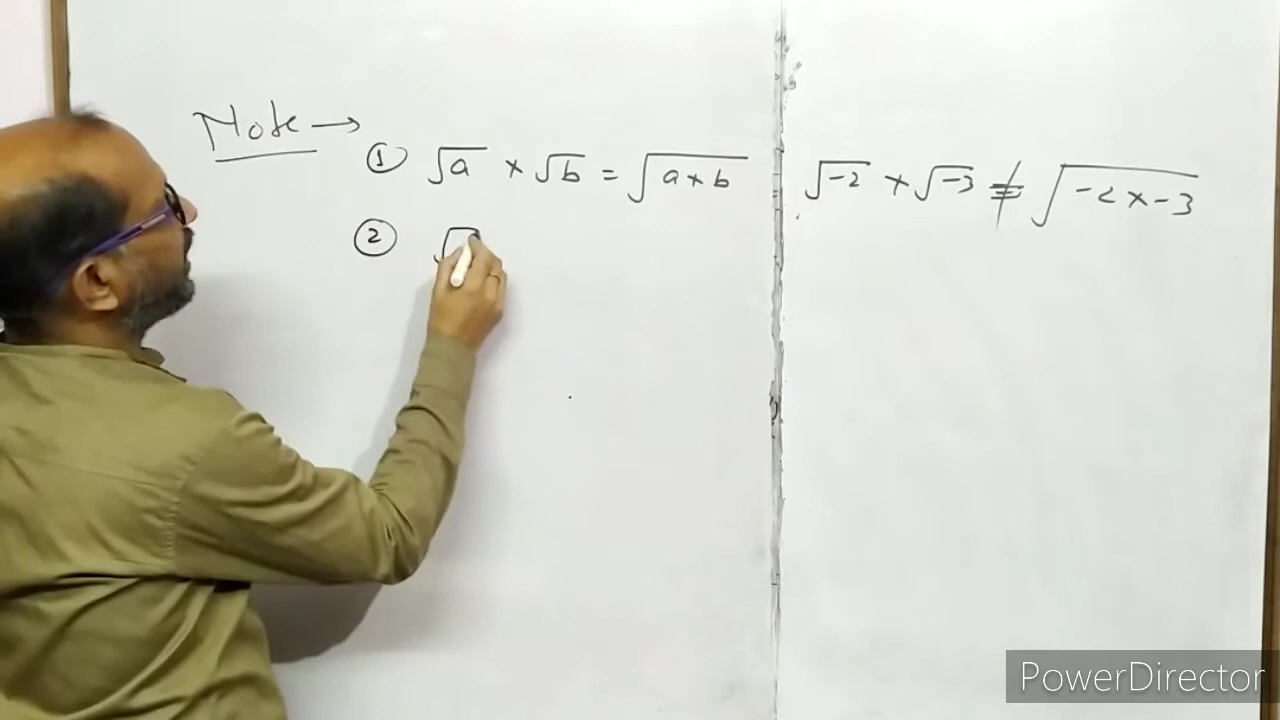 Note →
① √a × √b = √a×b √-2 × √-3 ≠ √-2×-3
② √
PowerDirector